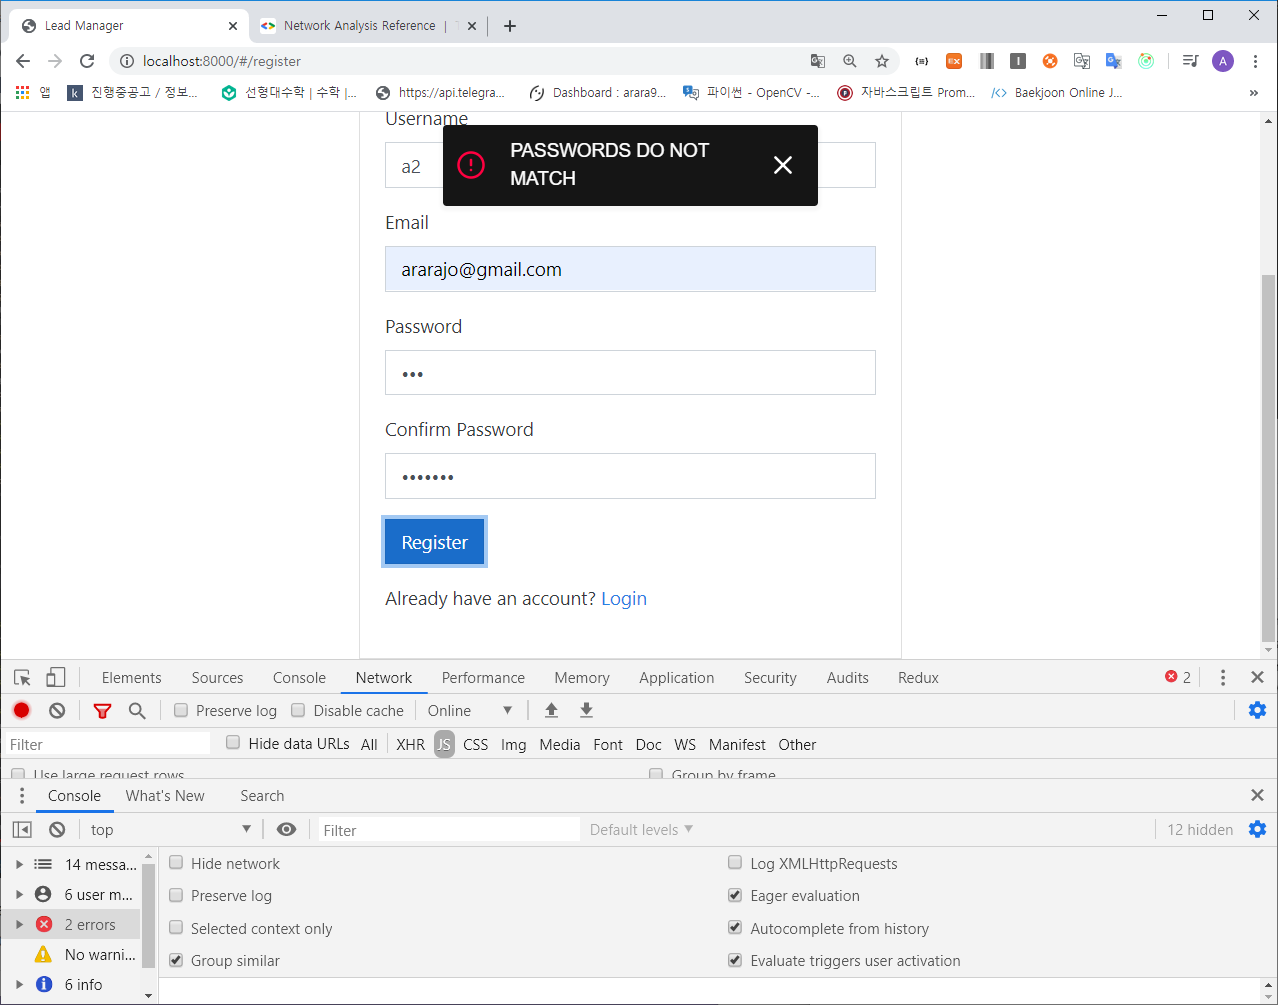 Lead Manager
Network Analysis Reference |
localhost:8000/#/register
A
앱
진행중공고 / 정보...
선형대수학 | 수학 |...
https://api.telegra...
Dashboard : arara9...
파이썬 - OpenCV -...
자바스크립트 Prom...
Baekjoon Online J...
Username
a2
PASSWORDS DO NOT
MATCH
Email
ararajo@gmail.com
Password
•••
Confirm Password
•••••••
Register
Already have an account? Login
Elements Sources Console Network Performance Memory Application Security Audits Redux 2
Preserve log Disable cache Online
Filter Hide data URLs All XHR JS CSS Img Media Font Doc WS Manifest Other
Use large request rows Group by frame
Console What's New Search
top Filter Default levels 12 hidden
14 messa... Hide network Log XMLHttpRequests
6 user m... Preserve log Eager evaluation
2 errors Selected context only Autocomplete from history
No warni... Group similar Evaluate triggers user activation
6 info